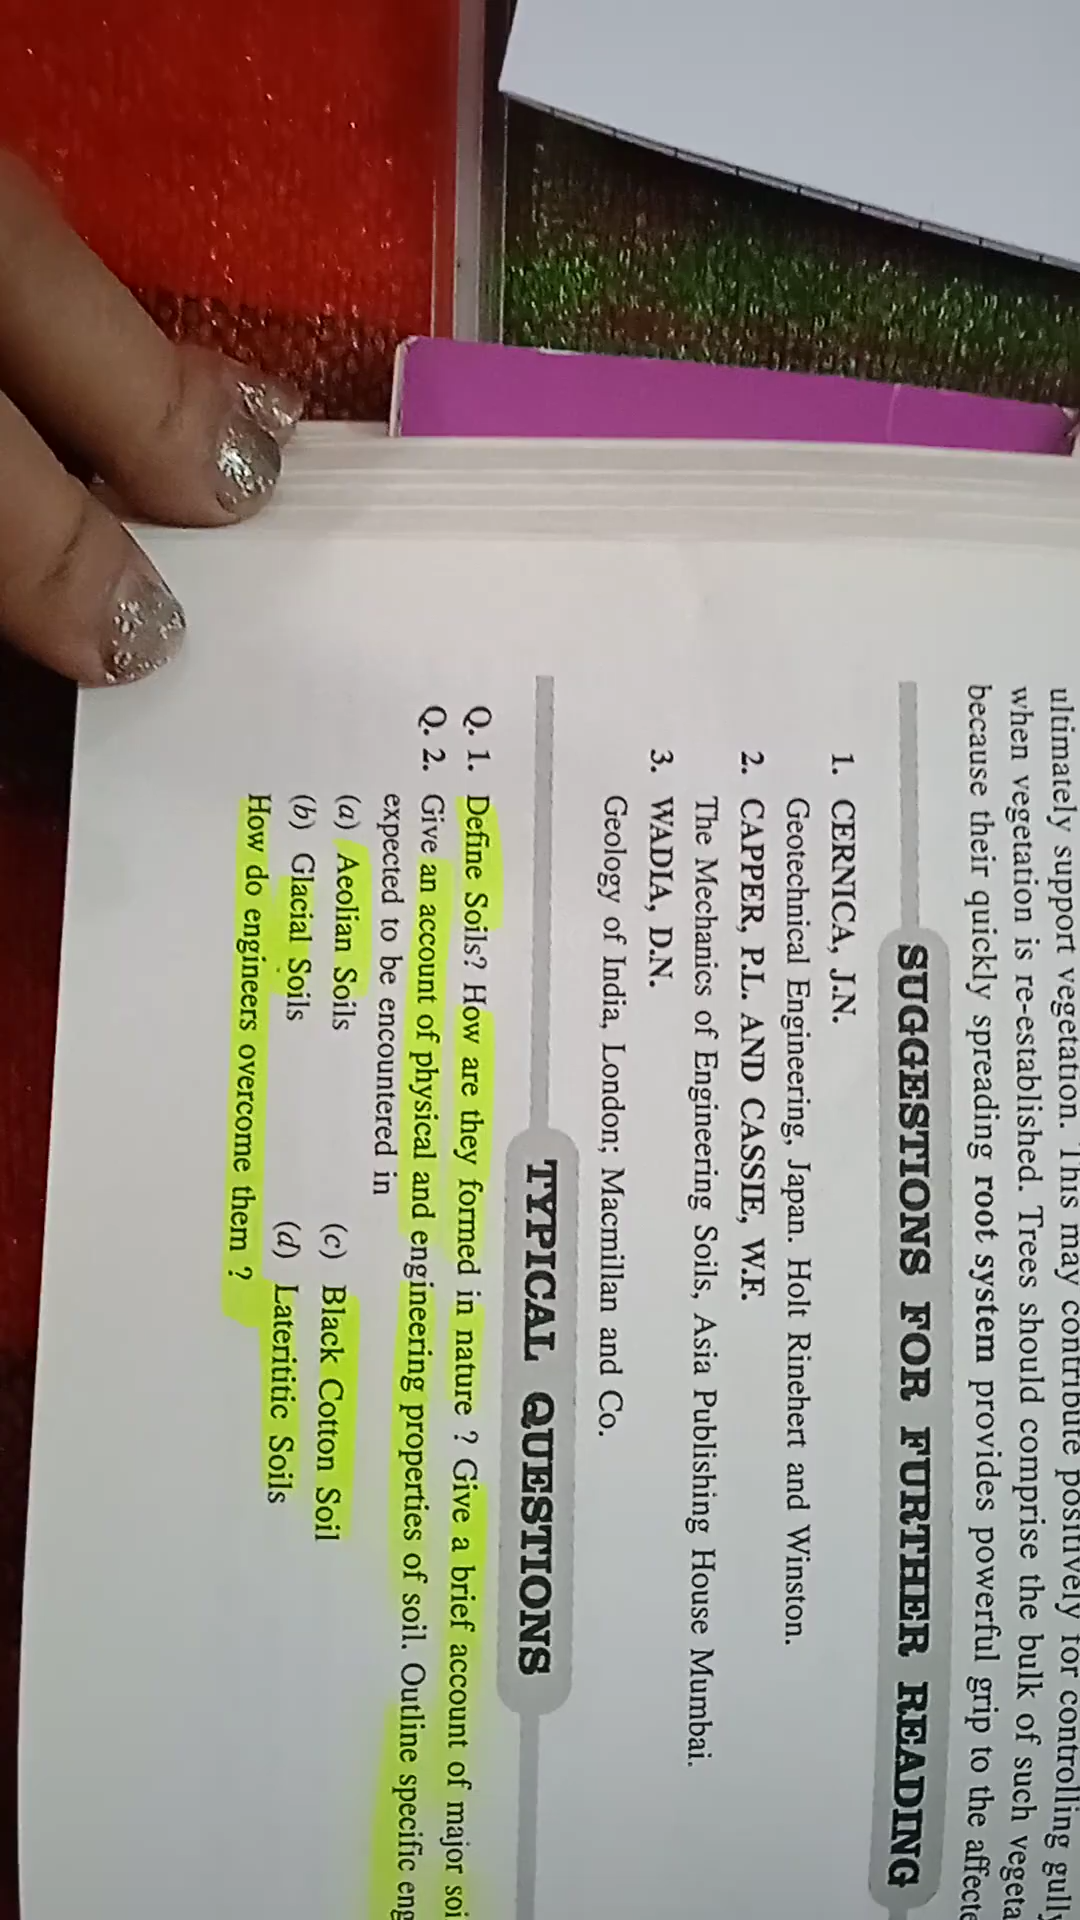 ultimately support vegetation. This may contribute positively for controlling
when vegetation is re-established. Trees should comprise the bulk of such
because their quickly spreading root system provides powerful grip to the
SUGGESTIONS FOR FURTHER READING
1. CERNICA, J.N.
Geotechnical Engineering, Japan. Holt Rinehert and Winston.
2. CAPPER, P.L. AND CASSIE, W.F.
The Mechanics of Engineering Soils, Asia Publishing House Mumbai.
3. WADIA, D.N.
Geology of India, London; Macmillan and Co.
TYPICAL QUESTIONS
Q. 1. Define Soils? How are they formed in nature ? Give a brief account of major
Q. 2. Give an account of physical and engineering properties of soil. Outline specific
expected to be encountered in
(a) Aeolian Soils (c) Black Cotton Soil
(b) Glacial Soils (d) Laterititic Soils
How do engineers overcome them ?